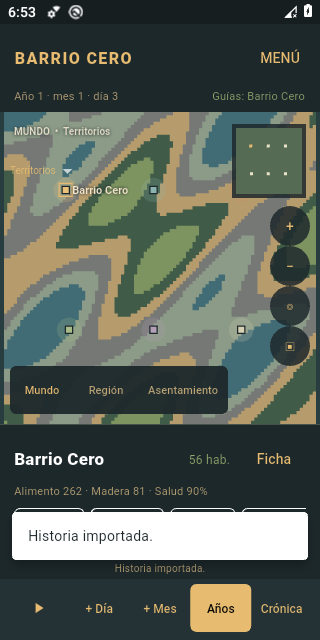 6:53
BARRIO CERO
MENÚ
Año 1 · mes 1 · día 3
Guías: Barrio Cero
MUNDO • Territorios
Territorios
Barrio Cero
+
−
Mundo
Región
Asentamiento
Barrio Cero
56 hab.
Ficha
Alimento 262 · Madera 81 · Salud 90%
Historia importada.
Historia importada.
+ Día
+ Mes
Años
Crónica